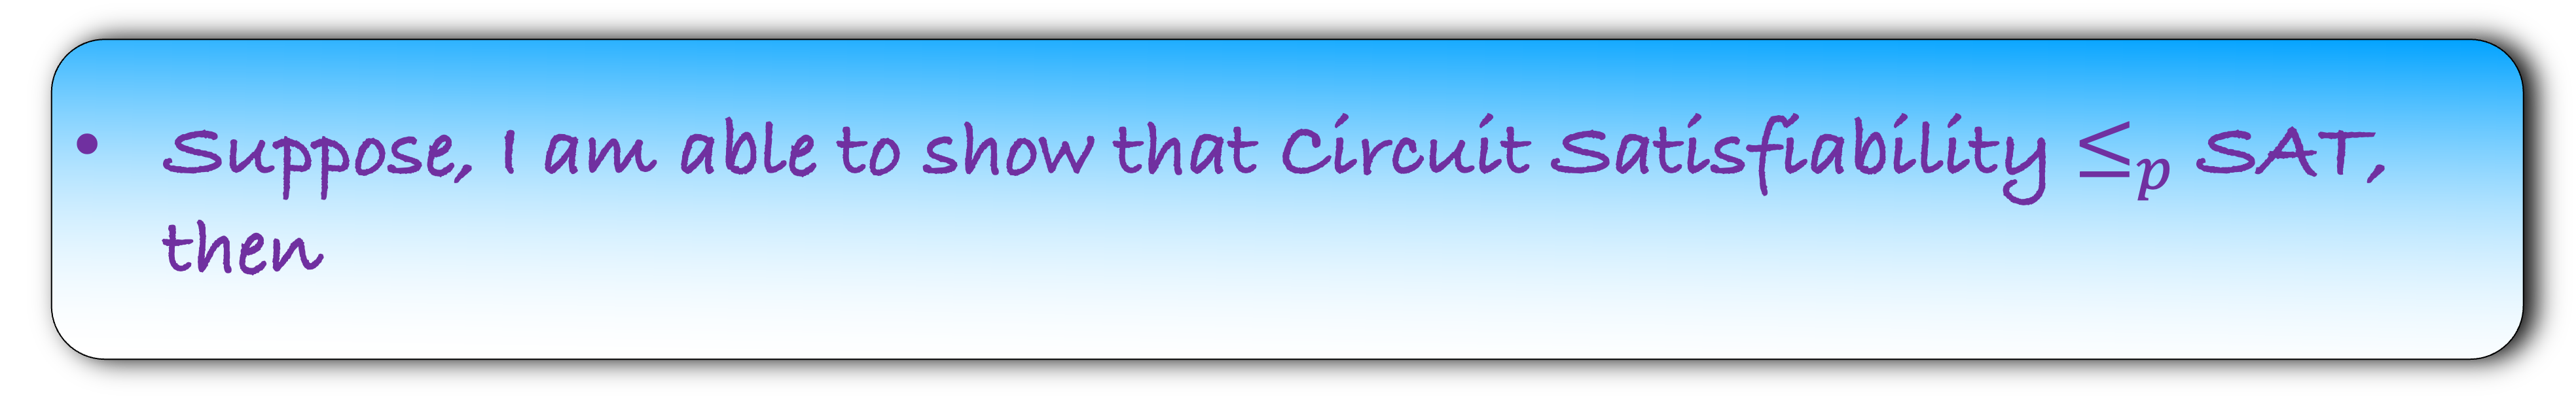 • Suppose, I am able to show that Circuit Satisfiability ≤ₚ SAT,
then